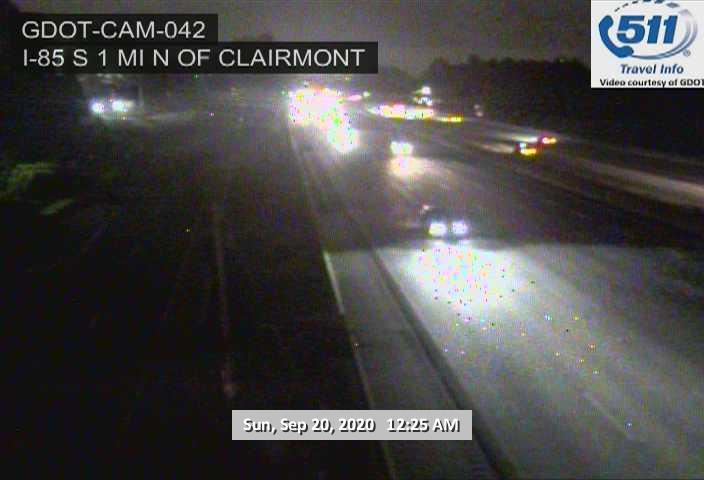 GDOT-CAM-042
I-85 S 1 MI N OF CLAIRMONT
511
Travel Info
Video courtesy of GDOT
Sun, Sep 20, 2020 12:25 AM